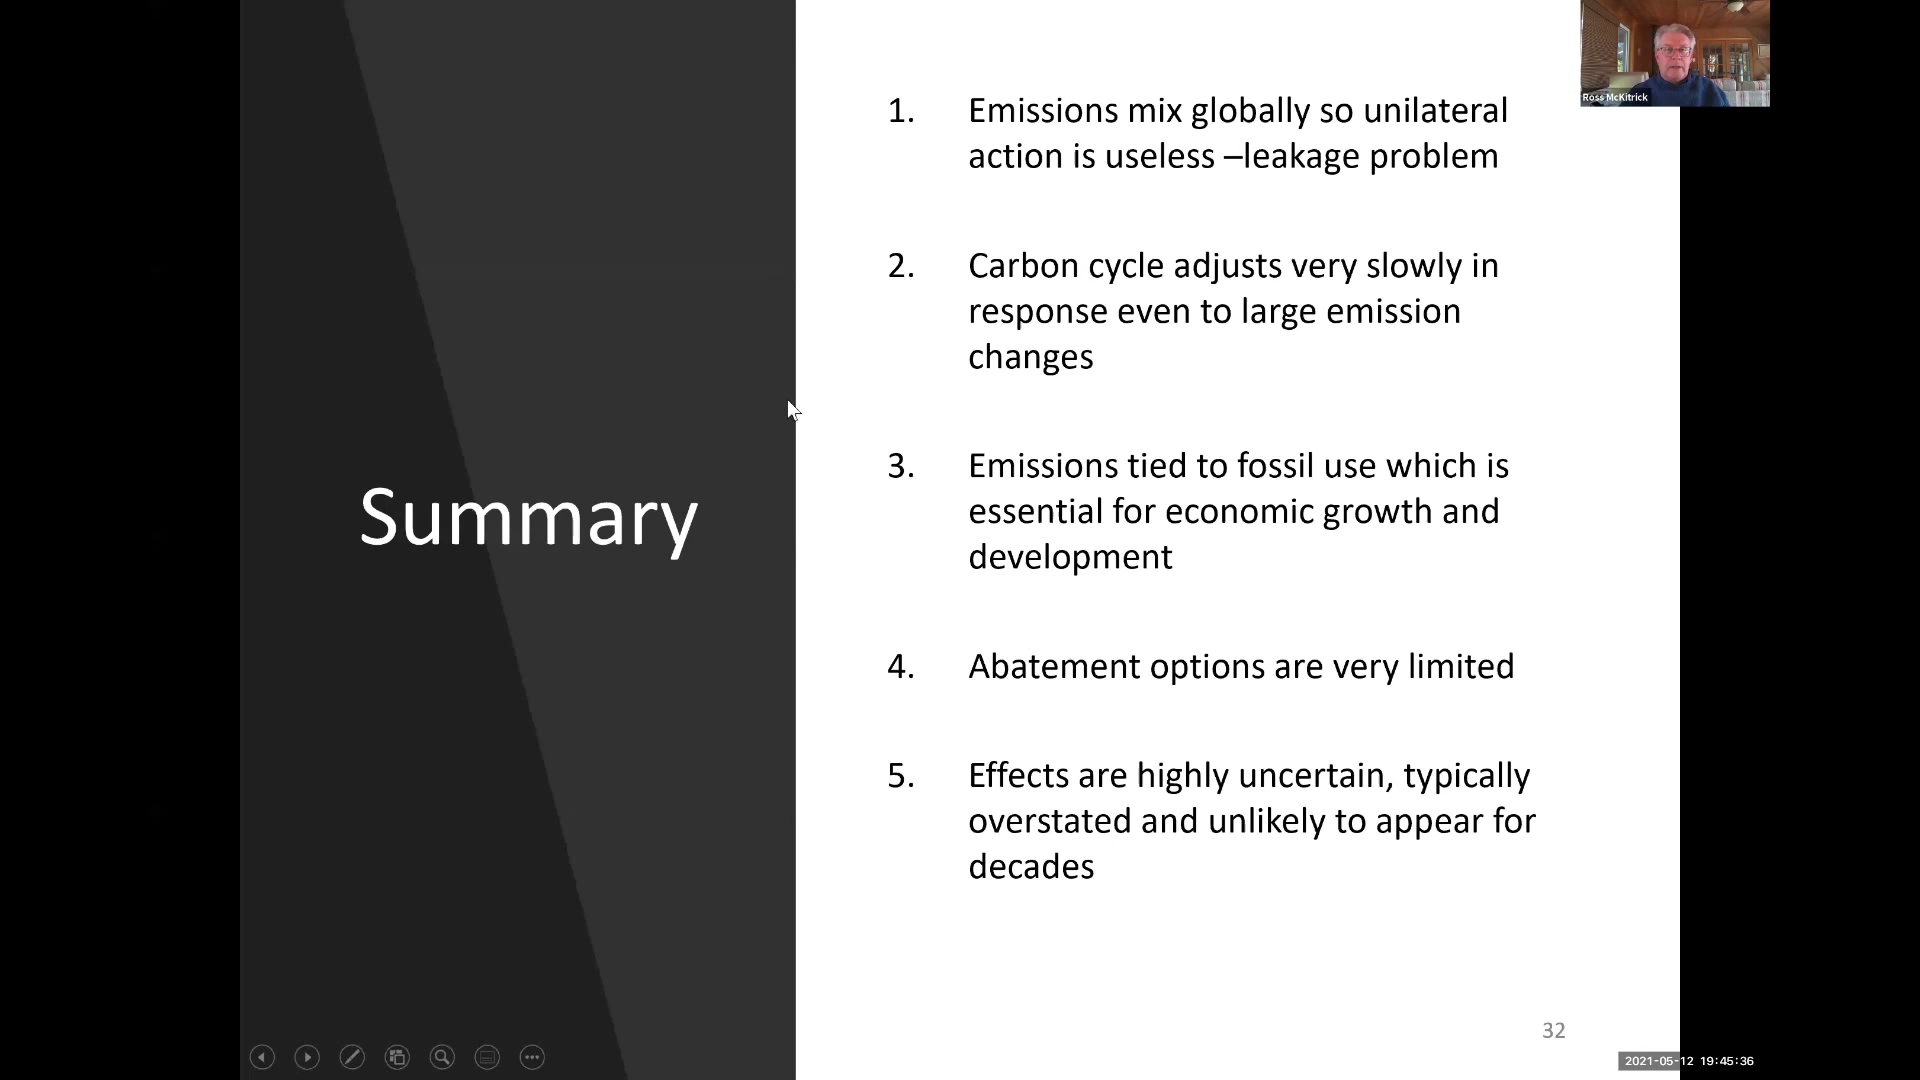 Ross McKitrick
Summary
1. Emissions mix globally so unilateral
action is useless –leakage problem
2. Carbon cycle adjusts very slowly in
response even to large emission
changes
3. Emissions tied to fossil use which is
essential for economic growth and
development
4. Abatement options are very limited
5. Effects are highly uncertain, typically
overstated and unlikely to appear for
decades
32
2021-05-12 19:45:36